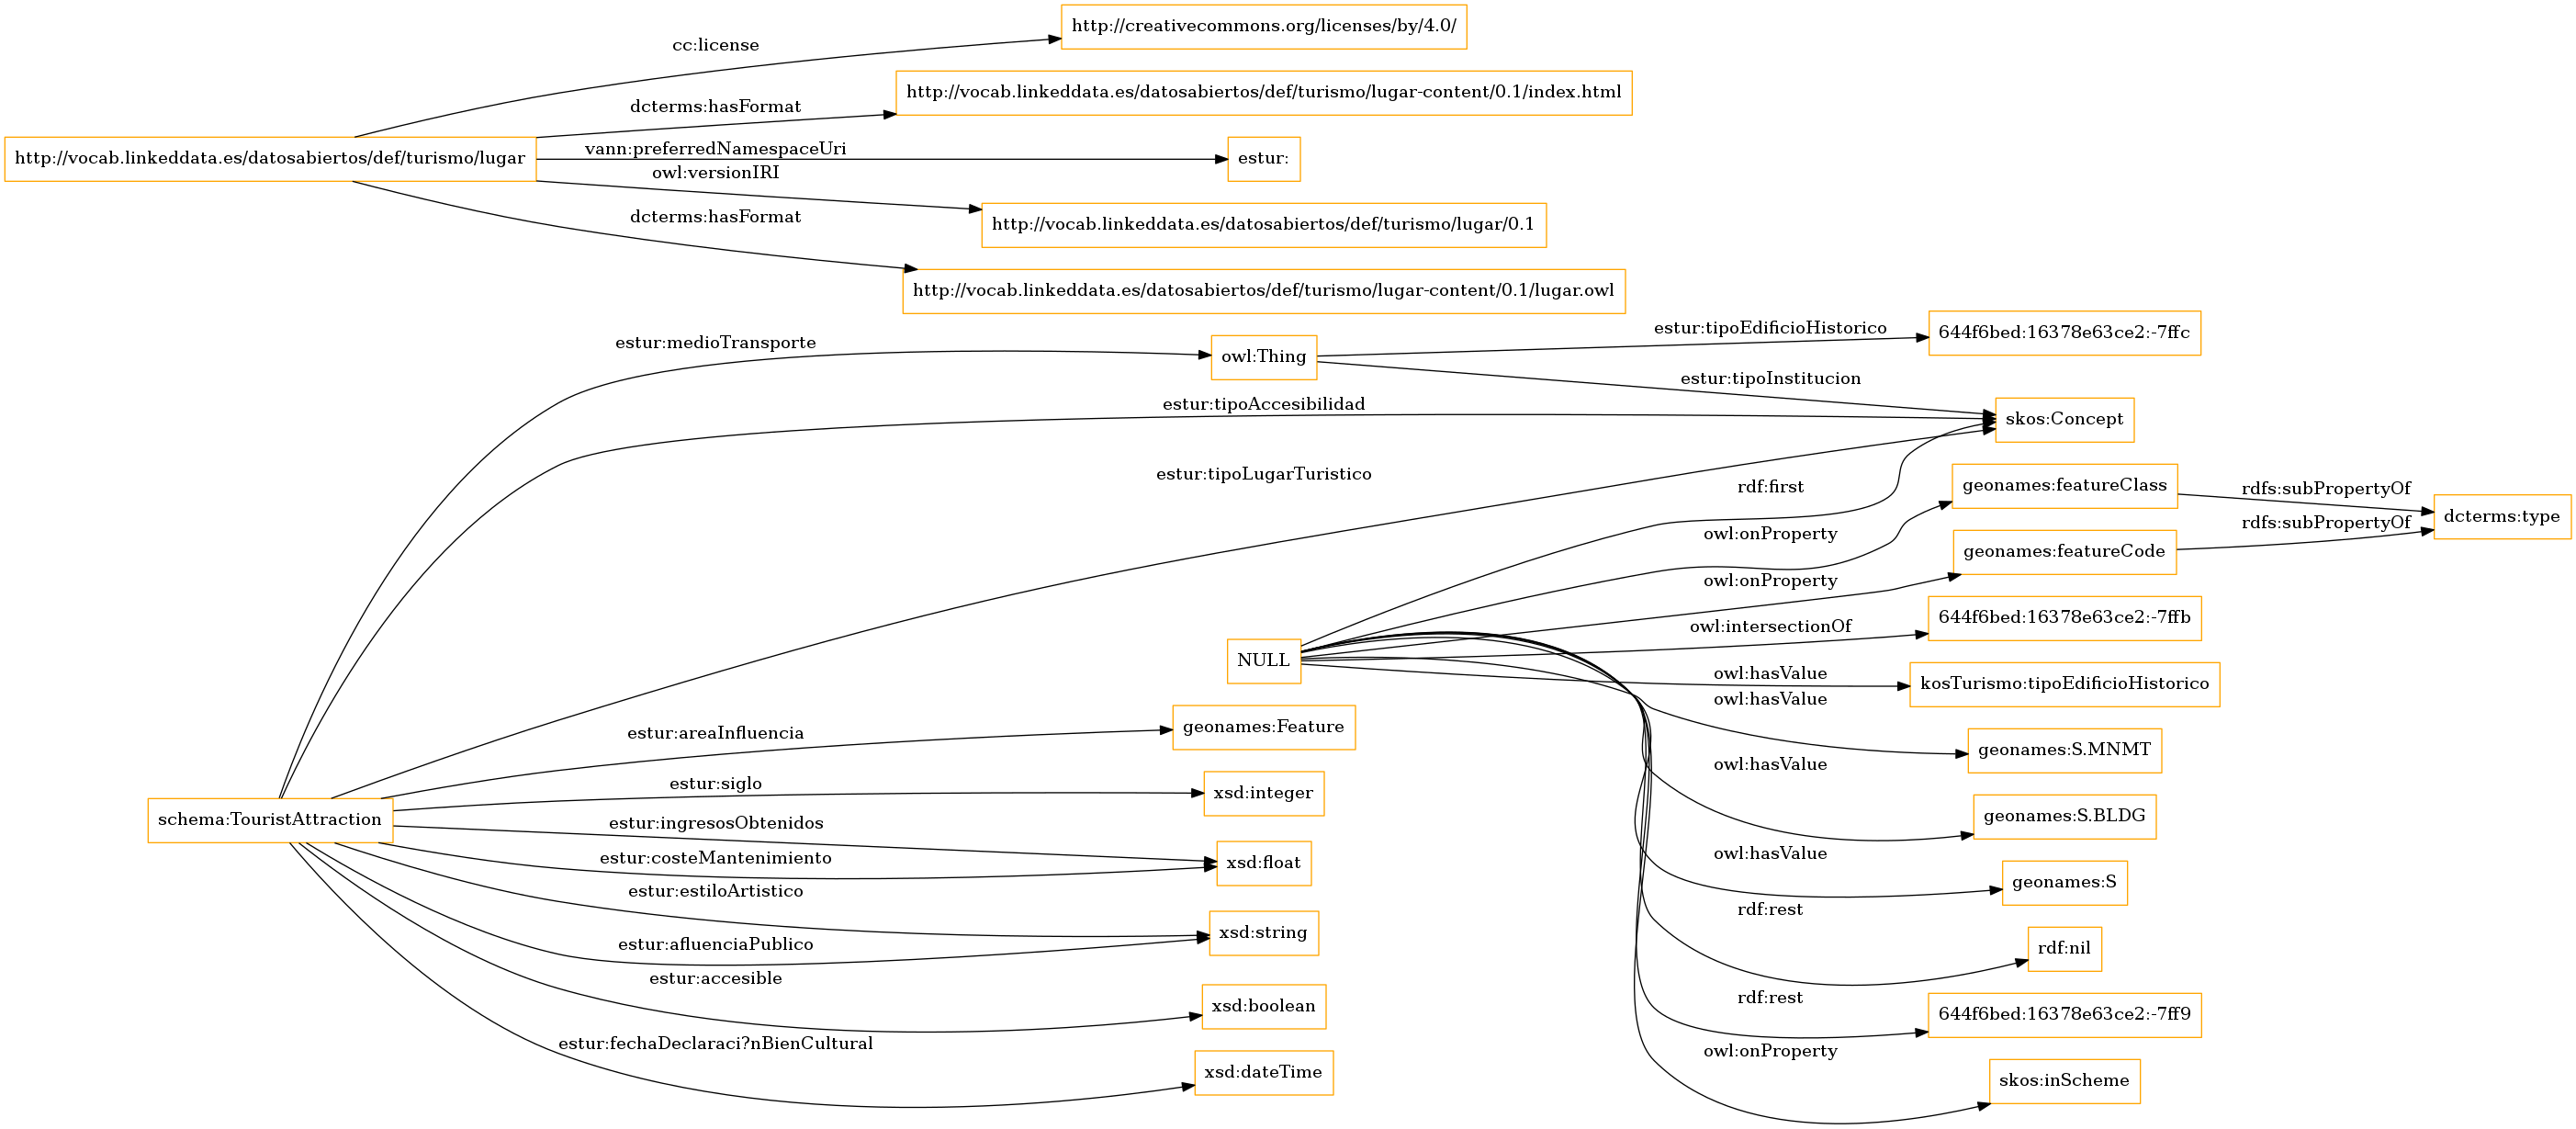 http://creativecommons.org/licenses/by/4.0/
cc:license
http://vocab.linkeddata.es/datosabiertos/def/turismo/lugar-content/0.1/index.html
dcterms:hasFormat
http://vocab.linkeddata.es/datosabiertos/def/turismo/lugar
vann:preferredNamespaceUri
estur:
owl:versionIRI
http://vocab.linkeddata.es/datosabiertos/def/turismo/lugar/0.1
dcterms:hasFormat
http://vocab.linkeddata.es/datosabiertos/def/turismo/lugar-content/0.1/lugar.owl
estur:medioTransporte
owl:Thing
estur:tipoEdificioHistorico
644f6bed:16378e63ce2:-7ffc
estur:tipoInstitucion
estur:tipoAccesibilidad
skos:Concept
estur:tipoLugarTuristico
rdf:first
geonames:featureClass
rdfs:subPropertyOf
dcterms:type
owl:onProperty
rdfs:subPropertyOf
geonames:featureCode
owl:onProperty
644f6bed:16378e63ce2:-7ffb
owl:intersectionOf
NULL
owl:hasValue
kosTurismo:tipoEdificioHistorico
owl:hasValue
estur:areaInfluencia
geonames:Feature
geonames:S.MNMT
owl:hasValue
estur:siglo
xsd:integer
schema:TouristAttraction
estur:ingresosObtenidos
geonames:S.BLDG
estur:costeMantenimiento
xsd:float
owl:hasValue
geonames:S
estur:estiloArtistico
rdf:rest
xsd:string
estur:afluenciaPublico
rdf:nil
estur:accesible
rdf:rest
xsd:boolean
644f6bed:16378e63ce2:-7ff9
estur:fechaDeclaraci?nBienCultural
owl:onProperty
xsd:dateTime
skos:inScheme